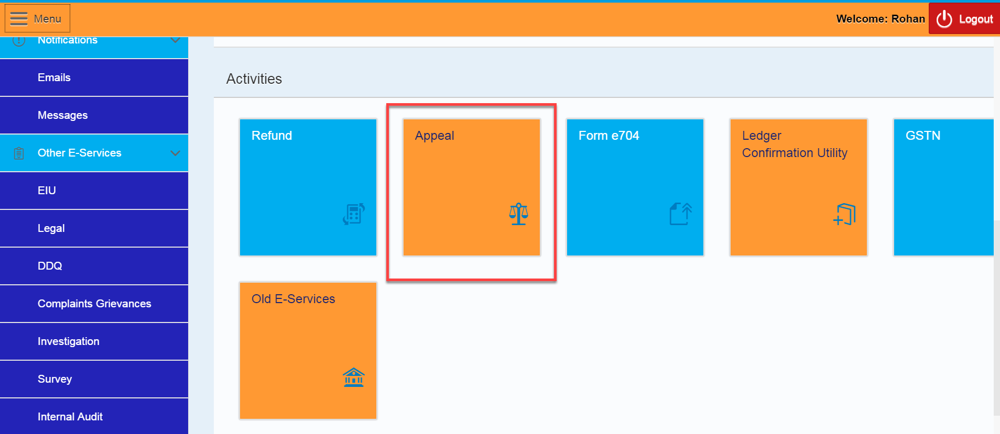 Menu
Welcome: Rohan
Logout
Notifications
Emails
Messages
Other E-Services
EIU
Legal
DDQ
Complaints Grievances
Investigation
Survey
Internal Audit
Activities
Refund
Appeal
Form e704
Ledger
Confirmation Utility
GSTN
Old E-Services